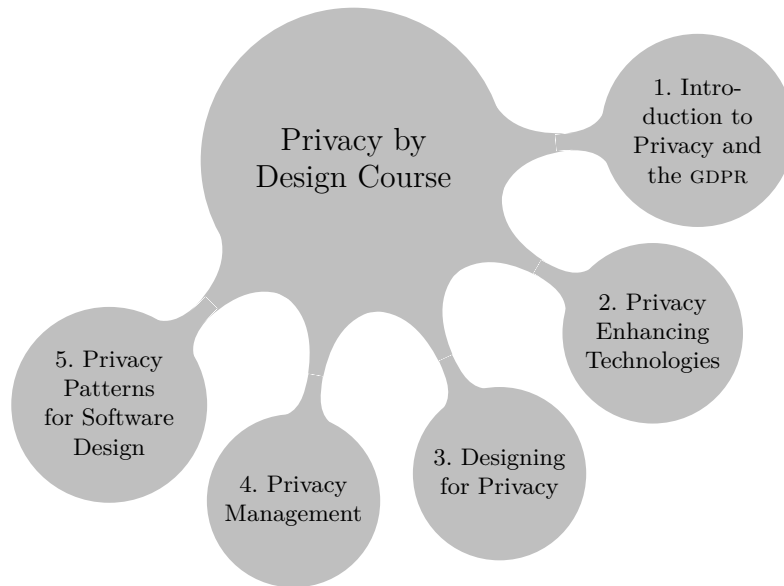 Privacy by
Design Course
1. Intro-
duction to
Privacy and
the GDPR
2. Privacy
Enhancing
Technologies
3. Designing
for Privacy
4. Privacy
Management
5. Privacy
Patterns
for Software
Design